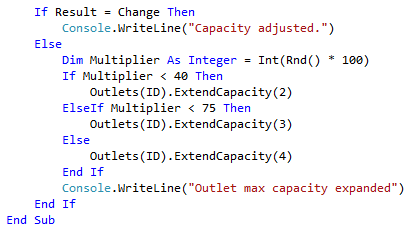 If Result = Change Then
Console.WriteLine("Capacity adjusted.")
Else
Dim Multiplier As Integer = Int(Rnd() * 100)
If Multiplier < 40 Then
Outlets(ID).ExtendCapacity(2)
ElseIf Multiplier < 75 Then
Outlets(ID).ExtendCapacity(3)
Else
Outlets(ID).ExtendCapacity(4)
End If
Console.WriteLine("Outlet max capacity expanded")
End If
End Sub